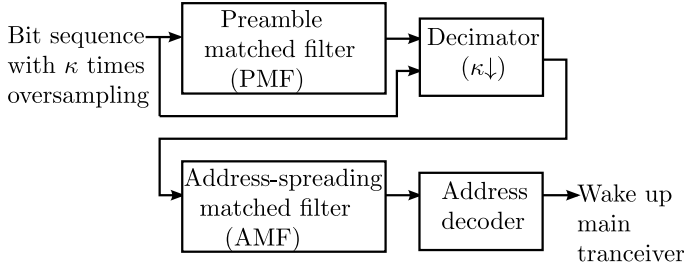 Bit sequence
with κ times
oversampling
Preamble
matched filter
(PMF)
Decimator
(κ↓)
Address-spreading
matched filter
(AMF)
Address
decoder
Wake up
main
tranceiver